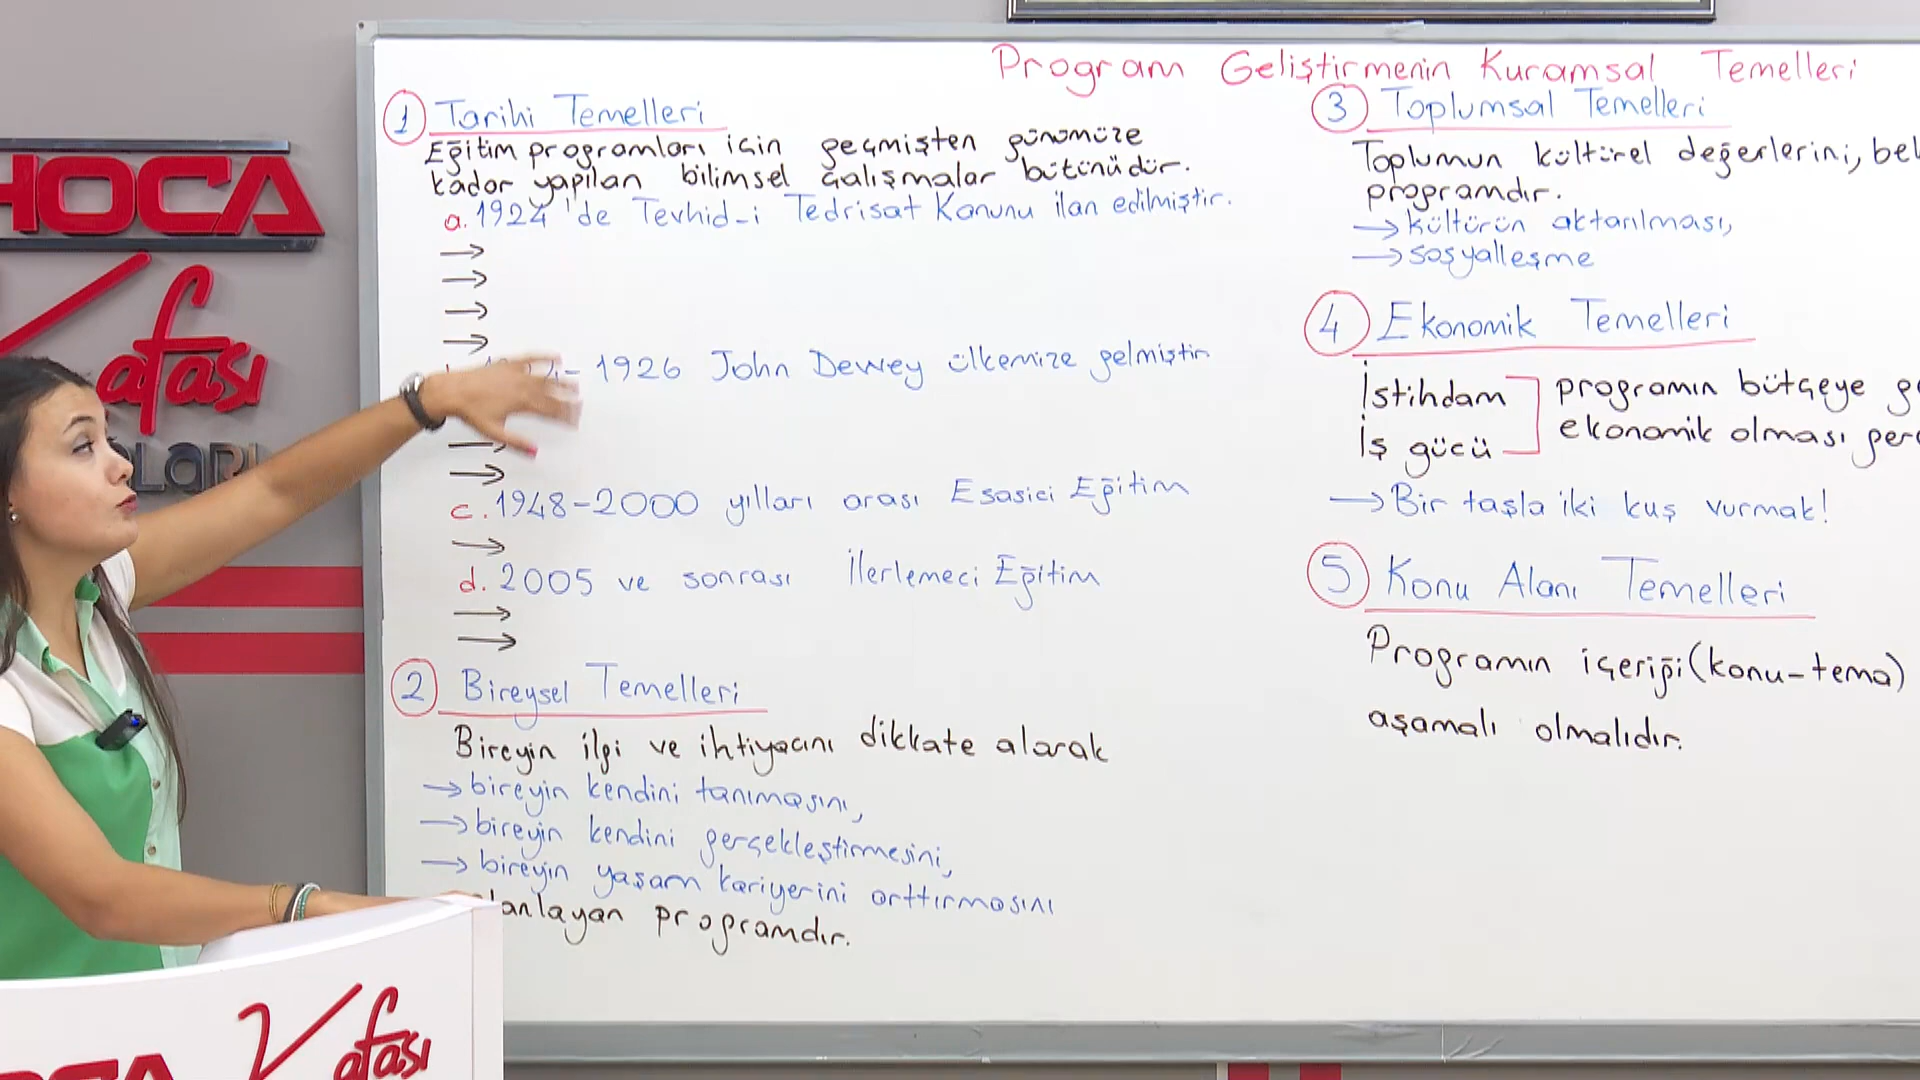 Program Geliştirmenin Kuramsal Temelleri
1 Tarihi Temelleri
Eğitim programları için geçmişten günümüze
kadar yapılan bilimsel çalışmalar bütünüdür.
a. 1924'de Tevhid-i Tedrisat Kanunu ilan edilmiştir.
→
→
→
→
- 1926 John Dewey ülkemize gelmiştir
→
→
c. 1948-2000 yılları arası Esasici Eğitim
→
d. 2005 ve sonrası İlerlemeci Eğitim
→
→
2 Bireysel Temelleri
Bireyin ilgi ve ihtiyacını dikkate alarak
→ bireyin kendini tanımasını,
→ bireyin kendini gerçekleştirmesini,
→ bireyin yaşam kariyerini arttırmasını
programdır.
3 Toplumsal Temelleri
Toplumun kültürel değerlerini,
programdır.
→ kültürün aktarılması,
→ sosyalleşme
4 Ekonomik Temelleri
İstihdam
İş gücü
programın bütçeye
ekonomik olması
→ Bir taşla iki kuş vurmak!
5 Konu Alanı Temelleri
Programın içeriği (konu-tema)
aşamalı olmalıdır.
HOCA
Kafası
HOCA
Kafası